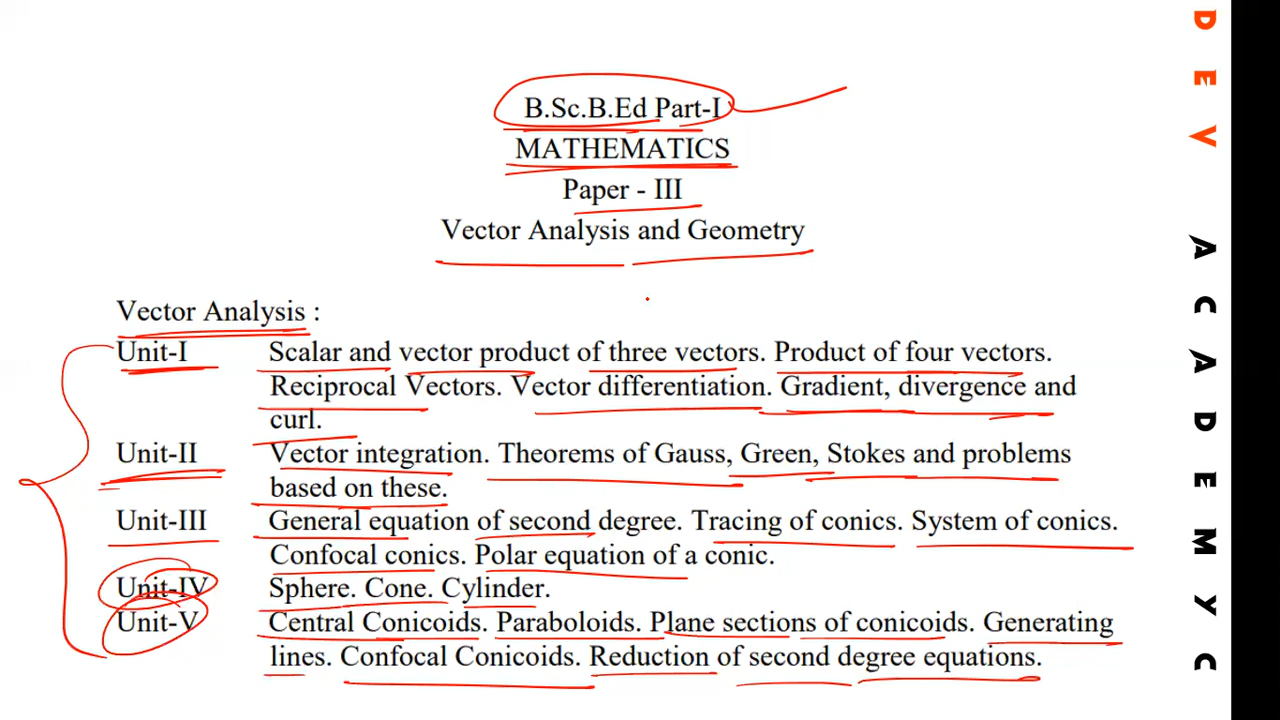 B.Sc.B.Ed Part-I
MATHEMATICS
Paper - III
Vector Analysis and Geometry
Vector Analysis :
Unit-I Scalar and vector product of three vectors. Product of four vectors.
Reciprocal Vectors. Vector differentiation. Gradient, divergence and
curl.
Unit-II Vector integration. Theorems of Gauss, Green, Stokes and problems
based on these.
Unit-III General equation of second degree. Tracing of conics. System of conics.
Confocal conics. Polar equation of a conic.
Unit-IV Sphere. Cone. Cylinder.
Unit-V Central Conicoids. Paraboloids. Plane sections of conicoids. Generating
lines. Confocal Conicoids. Reduction of second degree equations.
DEV ACADEMYC